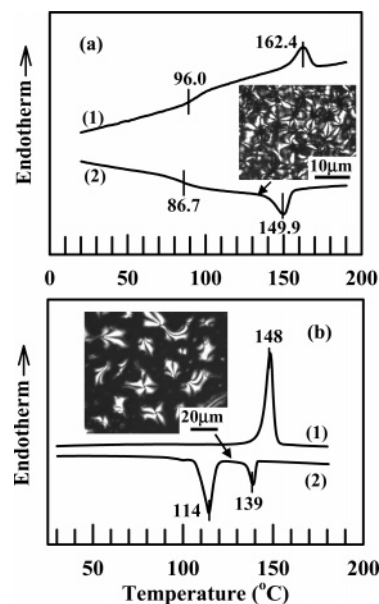 (a)
162.4
96.0
(1)
10μm
(2)
86.7
149.9
Endotherm
0 50 100 150 200
(b)
148
20μm
(1)
(2)
114
139
Endotherm
20 50 100 150 200
Temperature (°C)